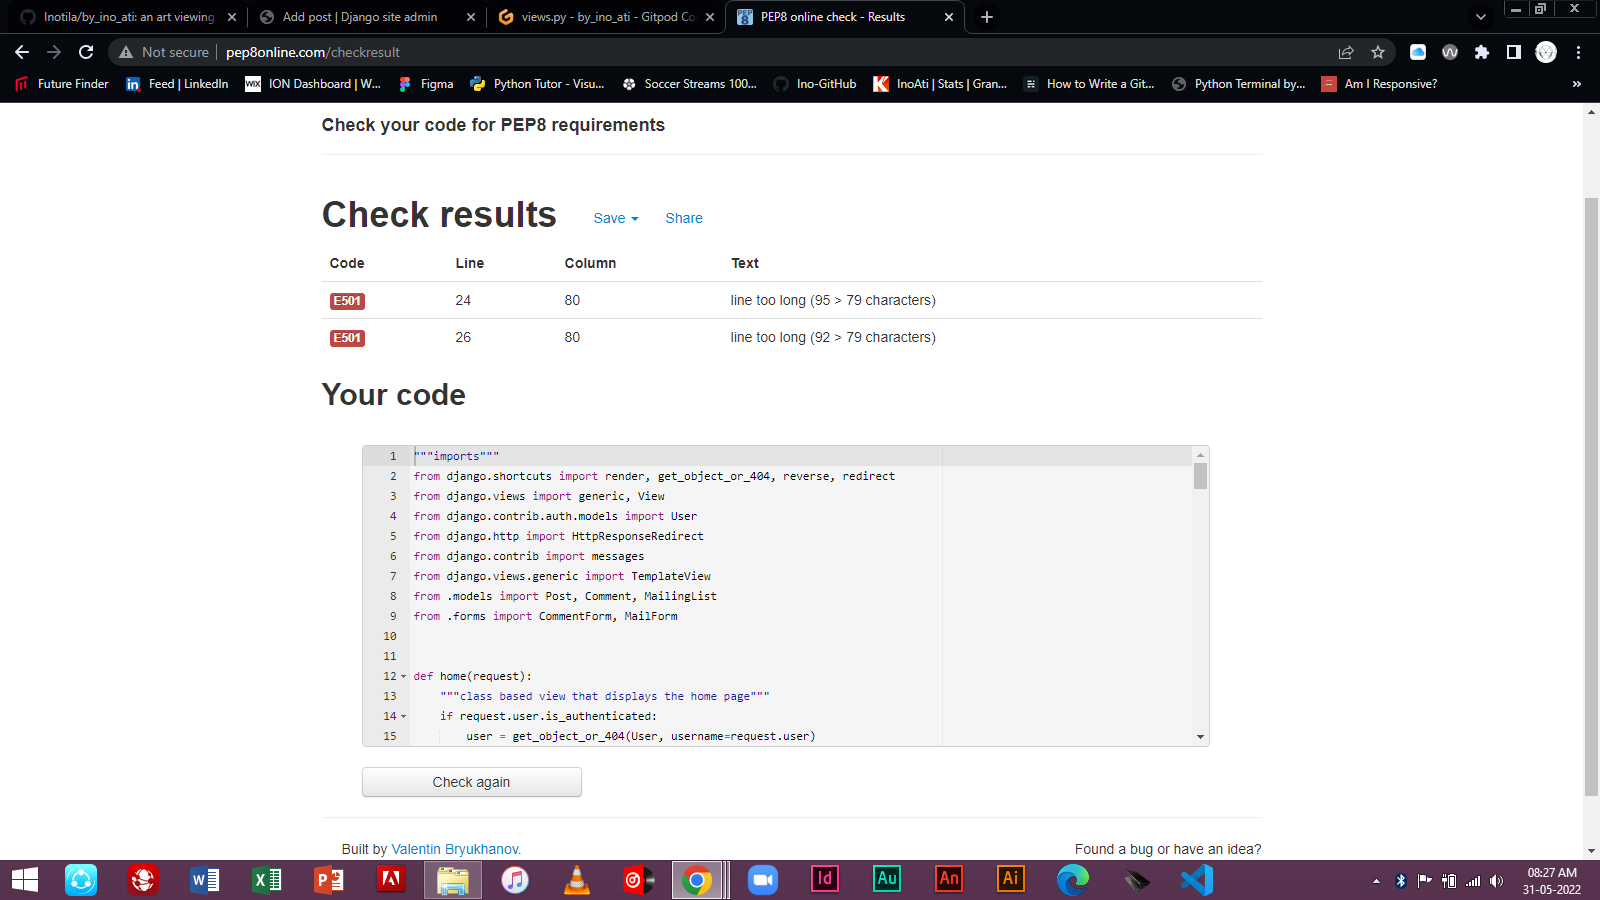 Inotila/by_ino_ati: an art viewing
Add post | Django site admin
views.py - by_ino_ati - Gitpod Co
PEP8 online check - Results
Not secure
pep8online.com/checkresult
Future Finder
Feed | LinkedIn
ION Dashboard | W...
Figma
Python Tutor - Visu...
Soccer Streams 100...
Ino-GitHub
InoAti | Stats | Gran...
How to Write a Git...
Python Terminal by...
Am I Responsive?
»
Check your code for PEP8 requirements
Check results Save Share
Code Line Column Text
E501 24 80 line too long (95 > 79 characters)
E501 26 80 line too long (92 > 79 characters)
Your code
1 """imports"""
2 from django.shortcuts import render, get_object_or_404, reverse, redirect
3 from django.views import generic, View
4 from django.contrib.auth.models import User
5 from django.http import HttpResponseRedirect
6 from django.contrib import messages
7 from django.views.generic import TemplateView
8 from .models import Post, Comment, MailingList
9 from .forms import CommentForm, MailForm
10
11
12 def home(request):
13 """class based view that displays the home page"""
14 if request.user.is_authenticated:
15 user = get_object_or_404(User, username=request.user)
Check again
Built by Valentin Bryukhanov.
Found a bug or have an idea?
Id
Au
An
Ai
08:27 AM
31-05-2022